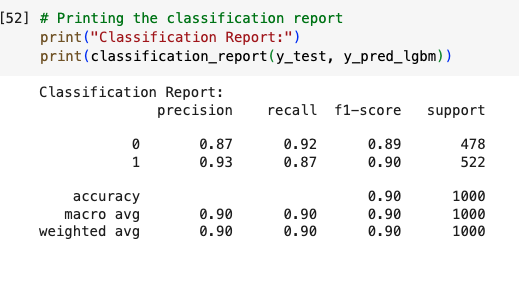 [52] # Printing the classification report
print("Classification Report:")
print(classification_report(y_test, y_pred_lgbm))
Classification Report:
precision recall f1-score support
0 0.87 0.92 0.89 478
1 0.93 0.87 0.90 522
accuracy 0.90 1000
macro avg 0.90 0.90 0.90 1000
weighted avg 0.90 0.90 0.90 1000